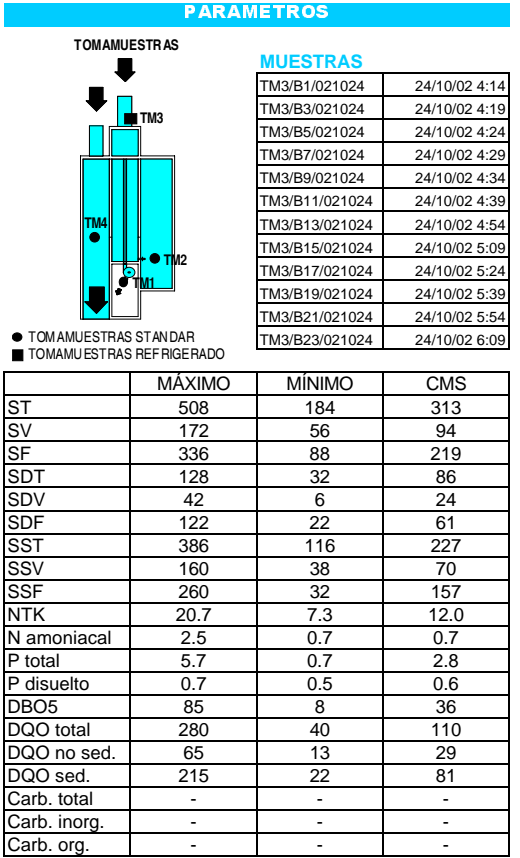 PARAMETROS
TOMAMUESTRAS
TM3
TM4
TM2
TM1
TOMAMUESTRAS STANDAR
TOMAMUESTRAS REFRIGERADO
MUESTRAS
TM3/B1/021024 24/10/02 4:14
TM3/B3/021024 24/10/02 4:19
TM3/B5/021024 24/10/02 4:24
TM3/B7/021024 24/10/02 4:29
TM3/B9/021024 24/10/02 4:34
TM3/B11/021024 24/10/02 4:39
TM3/B13/021024 24/10/02 4:54
TM3/B15/021024 24/10/02 5:09
TM3/B17/021024 24/10/02 5:24
TM3/B19/021024 24/10/02 5:39
TM3/B21/021024 24/10/02 5:54
TM3/B23/021024 24/10/02 6:09
MÁXIMO MÍNIMO CMS
ST 508 184 313
SV 172 56 94
SF 336 88 219
SDT 128 32 86
SDV 42 6 24
SDF 122 22 61
SST 386 116 227
SSV 160 38 70
SSF 260 32 157
NTK 20.7 7.3 12.0
N amoniacal 2.5 0.7 0.7
P total 5.7 0.7 2.8
P disuelto 0.7 0.5 0.6
DBO5 85 8 36
DQO total 280 40 110
DQO no sed. 65 13 29
DQO sed. 215 22 81
Carb. total - - -
Carb. inorg. - - -
Carb. org. - - -